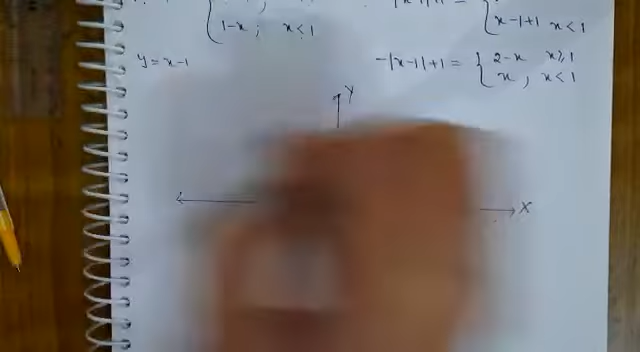 x-1+1 x<1
1-x ; x<1
y = x-1
-|x-1|+1 = { 2-x x≥1
x , x<1
Y
X